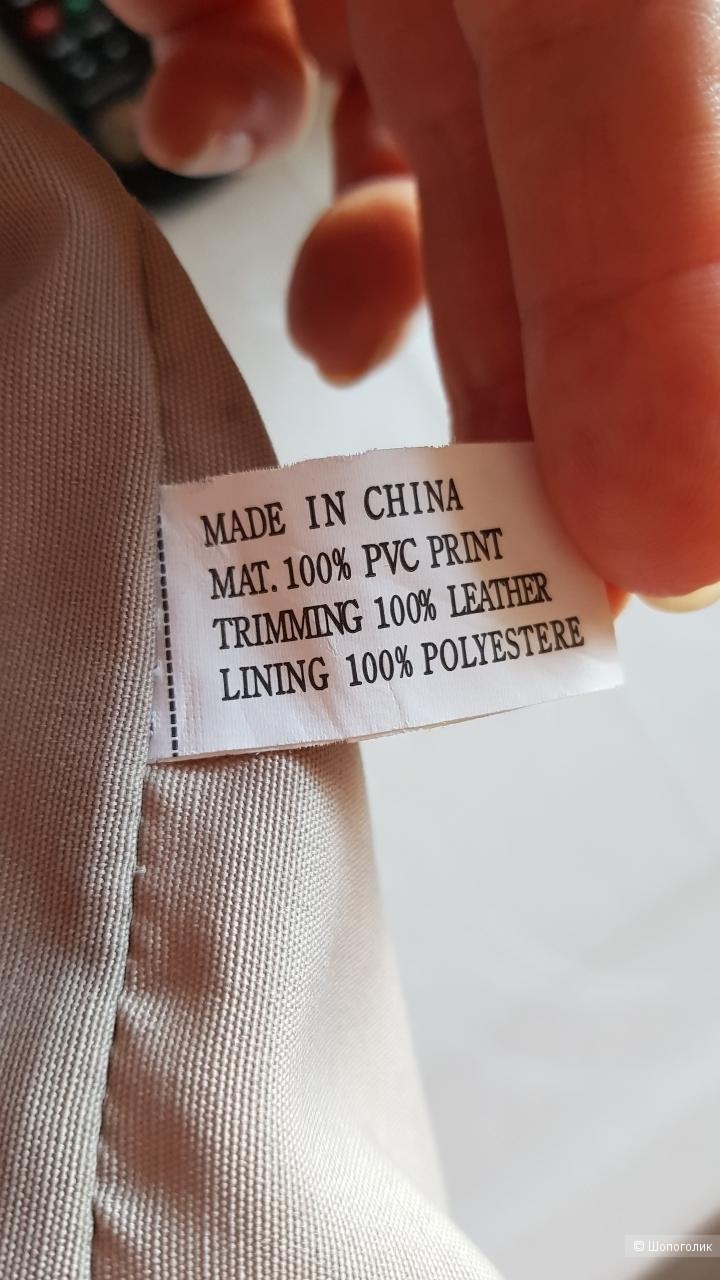 MADE IN CHINA
MAT. 100% PVC PRINT
TRIMMING 100% LEATHER
LINING 100% POLYESTERE
© Шопоголик